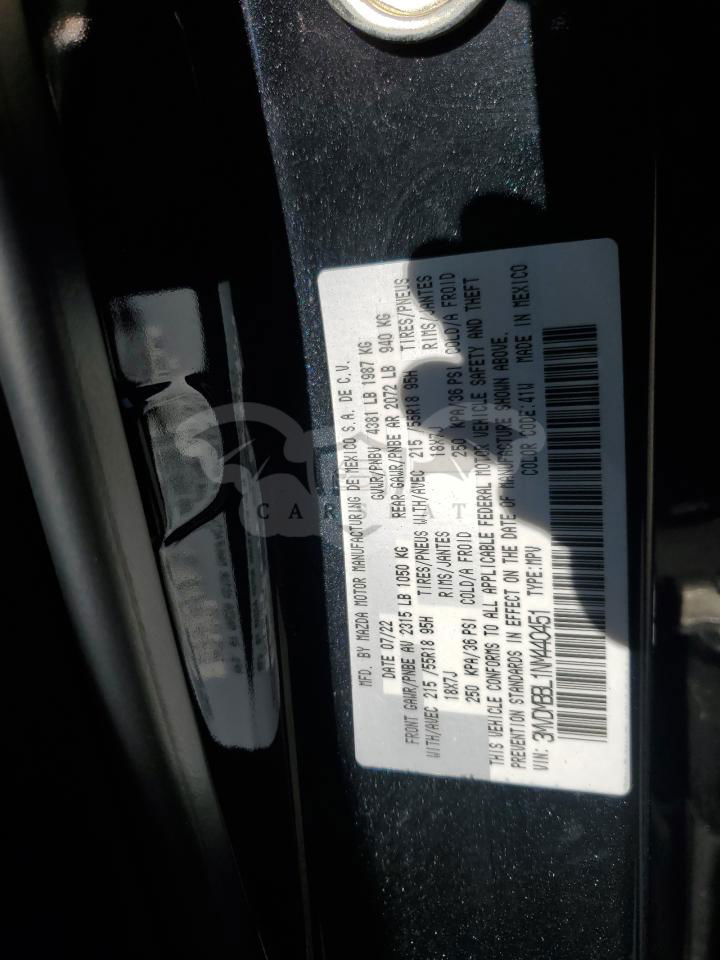 MFD. BY MAZDA MOTOR MANUFACTURING DE MEXICO S.A. DE C.V.
DATE 07/22 GVWR/PNBV 4381 LB 1987 KG
FRONT GAWR/PNBE AV 2315 LB 1050 KG REAR GAWR/PNBE AR 2072 LB 940 KG
WITH/AVEC 215 /55R18 95H TIRES/PNEUS WITH/AVEC 215 /55R18 95H TIRES/PNEUS
18X7J RIMS/JANTES 18X7J RIMS/JANTES
250 KPA/36 PSI COLD/A FROID 250 KPA/36 PSI COLD/A FROID
THIS VEHICLE CONFORMS TO ALL APPLICABLE FEDERAL MOTOR VEHICLE SAFETY AND THEFT
PREVENTION STANDARDS IN EFFECT ON THE DATE OF MANUFACTURE SHOWN ABOVE.
VIN: 3MVDMBBL1NM440451 TYPE:MPV COLOR CODE:41W MADE IN MEXICO